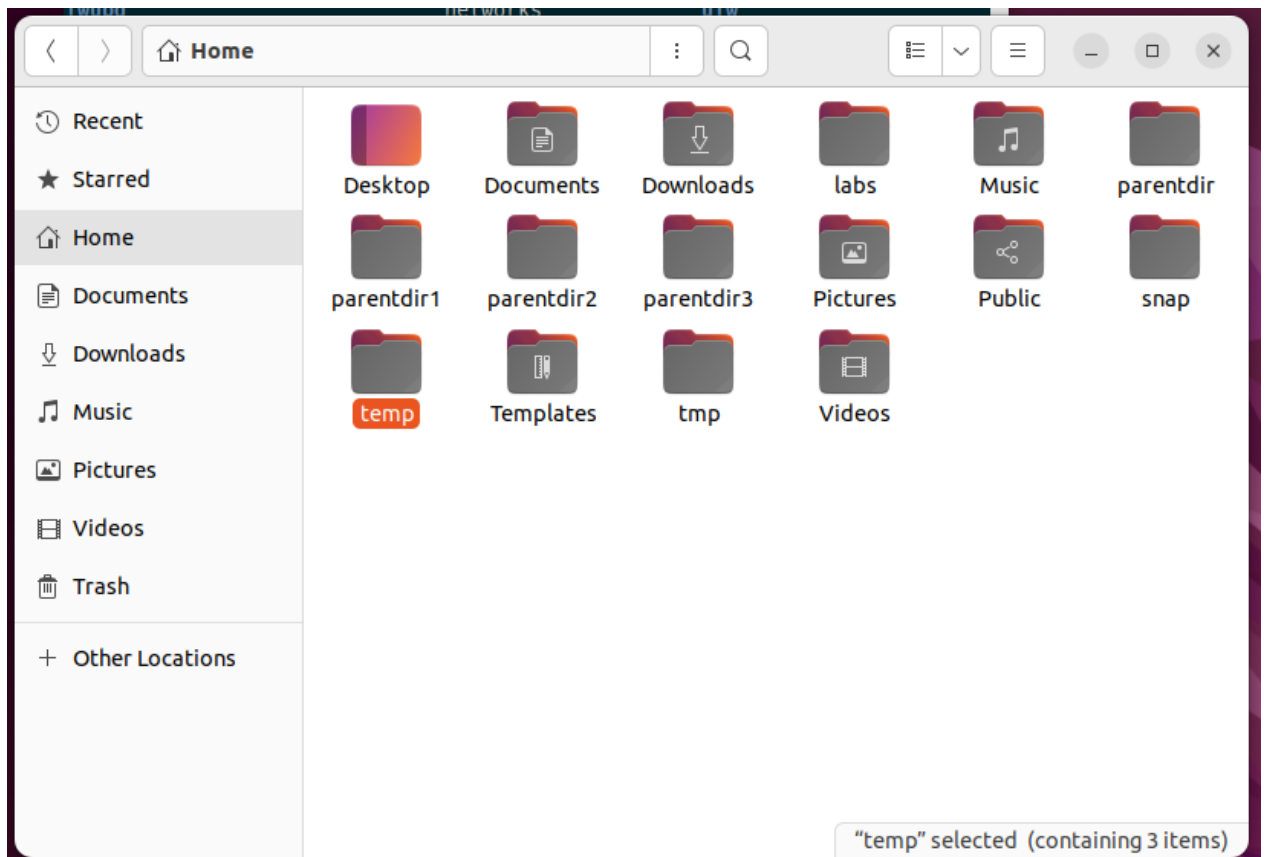 networks
Home
Recent
Starred
Home
Documents
Downloads
Music
Pictures
Videos
Trash
Other Locations
Desktop Documents Downloads labs Music parentdir
parentdir1 parentdir2 parentdir3 Pictures Public snap
temp Templates tmp Videos
“temp” selected (containing 3 items)